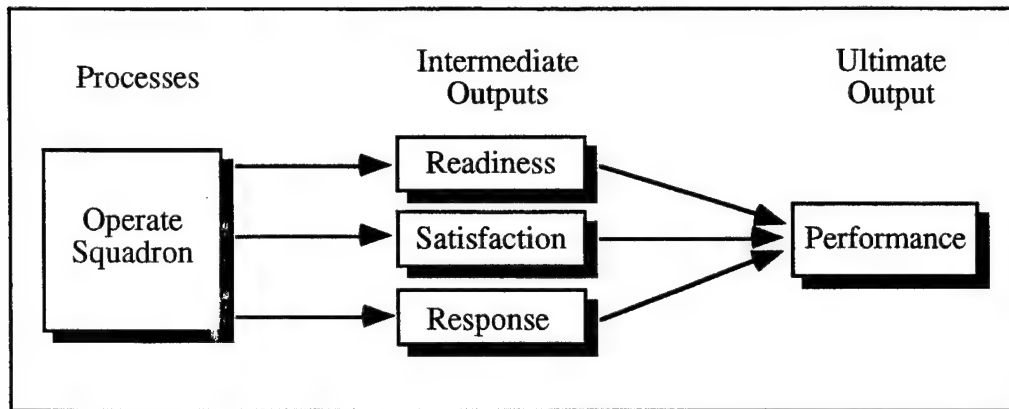 Processes
Intermediate
Outputs
Ultimate
Output
Operate
Squadron
Readiness
Satisfaction
Response
Performance